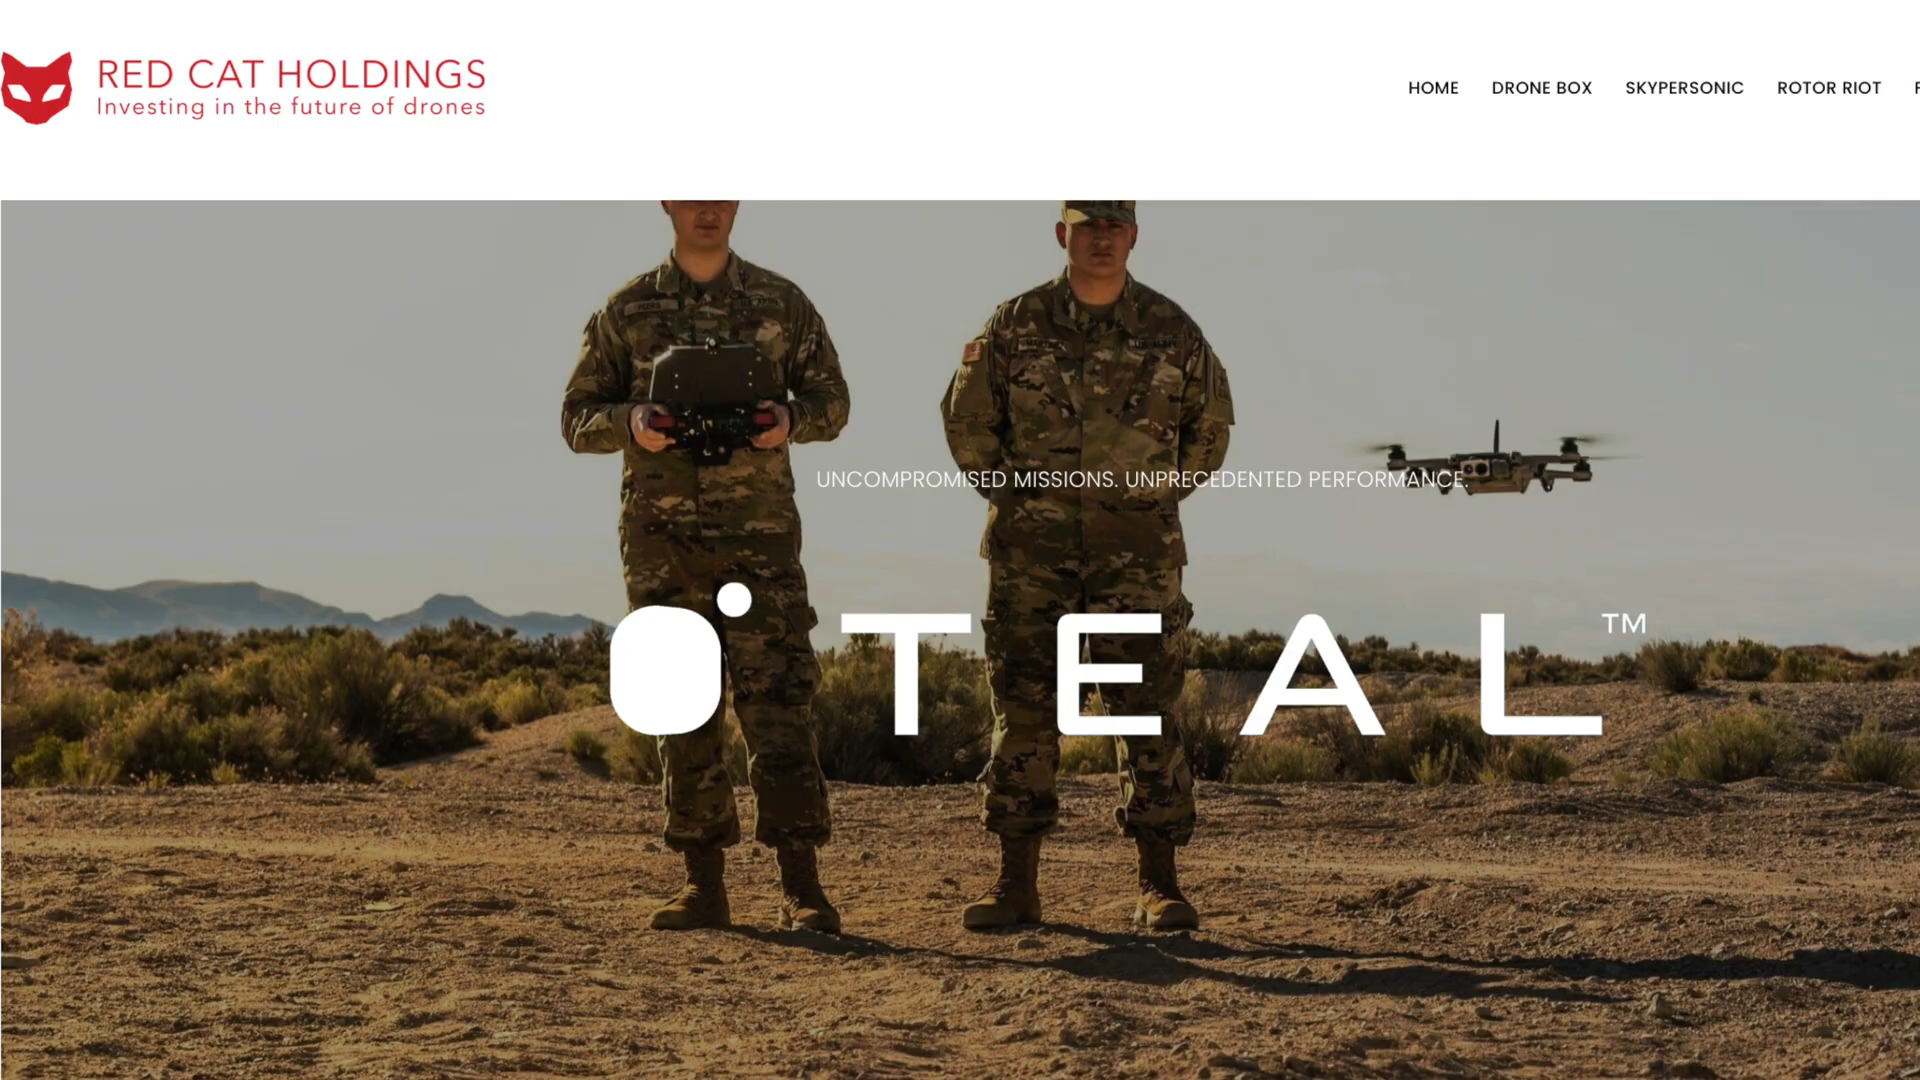 RED CAT HOLDINGS
Investing in the future of drones
HOME DRONE BOX SKYPERSONIC ROTOR RIOT
UNCOMPROMISED MISSIONS. UNPRECEDENTED PERFORMANCE.
TEAL™